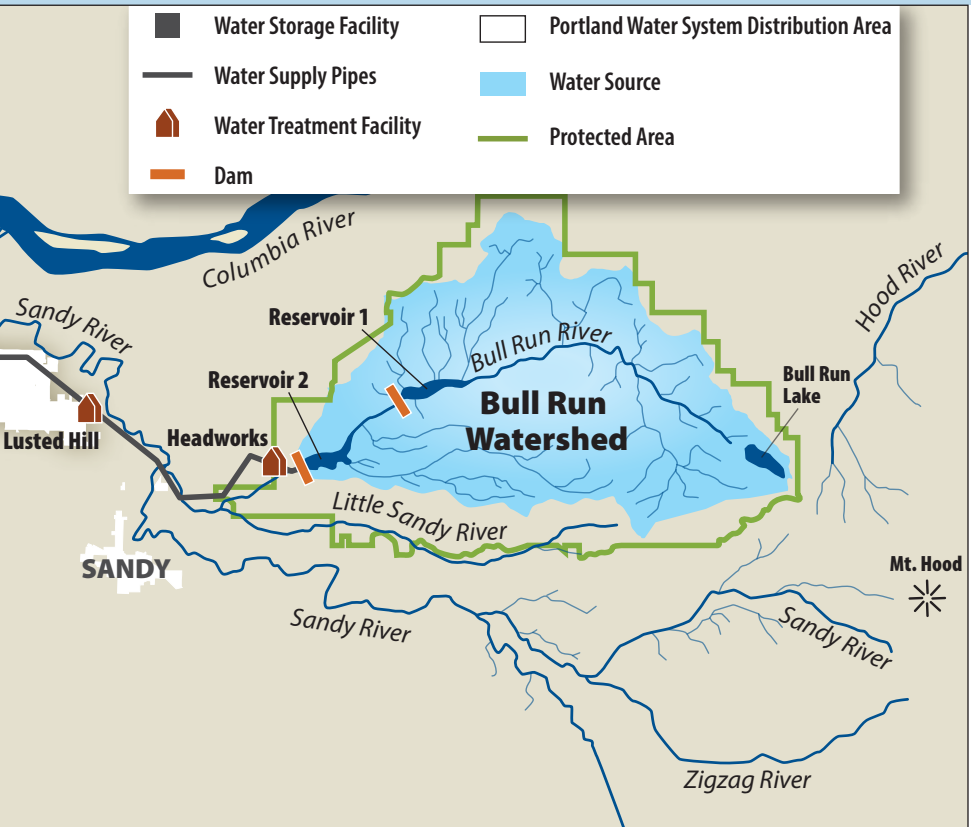 Water Storage Facility
Water Supply Pipes
Water Treatment Facility
Dam
Portland Water System Distribution Area
Water Source
Protected Area
Columbia River
Hood River
Sandy River
Reservoir 1
Bull Run River
Reservoir 2
Bull Run
Lake
Bull Run
Watershed
Lusted Hill
Headworks
Little Sandy River
SANDY
Mt. Hood
Sandy River
Sandy River
Zigzag River